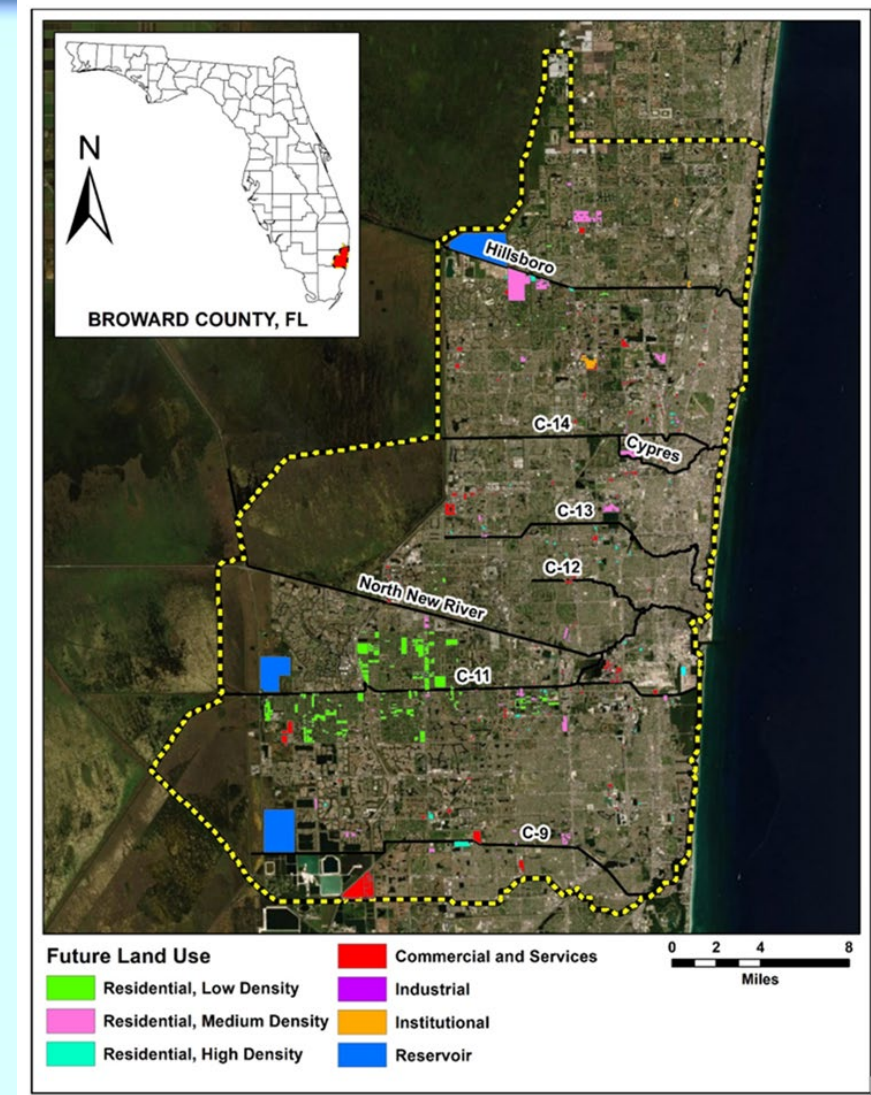 N
BROWARD COUNTY, FL
Hillsboro
C-14
Cypres
C-13
C-12
North New River
C-11
C-9
Future Land Use
Residential, Low Density
Residential, Medium Density
Residential, High Density
Commercial and Services
Industrial
Institutional
Reservoir
0 2 4 8
Miles